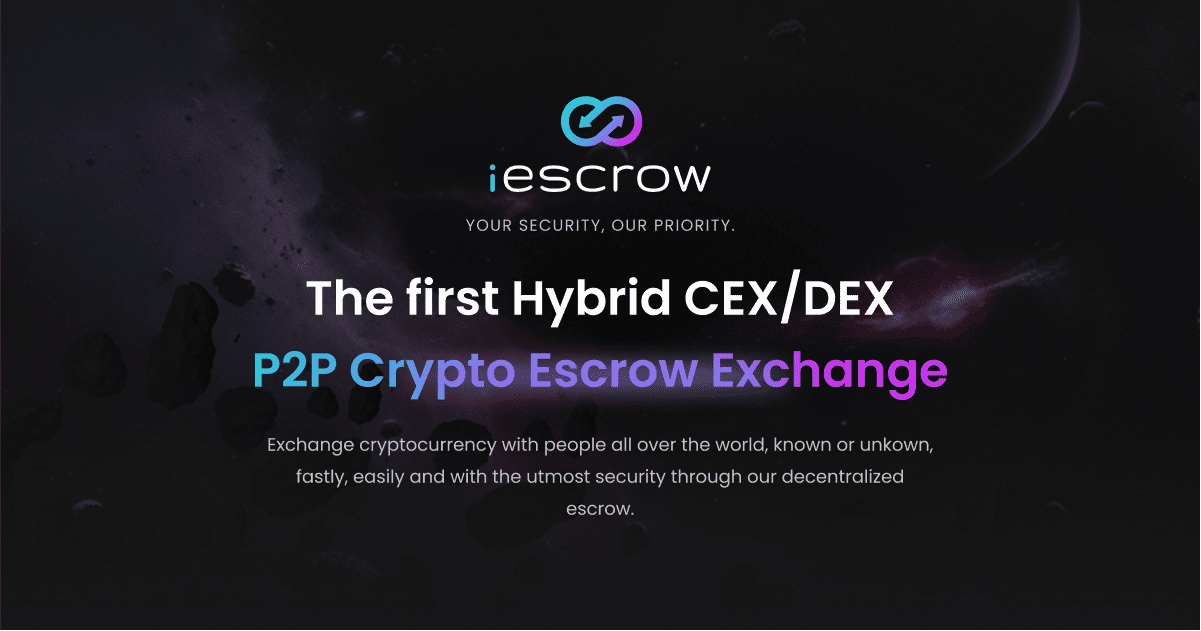 iescrow
YOUR SECURITY, OUR PRIORITY.
The first Hybrid CEX/DEX
P2P Crypto Escrow Exchange
Exchange cryptocurrency with people all over the world, known or unkown,
fastly, easily and with the utmost security through our decentralized
escrow.